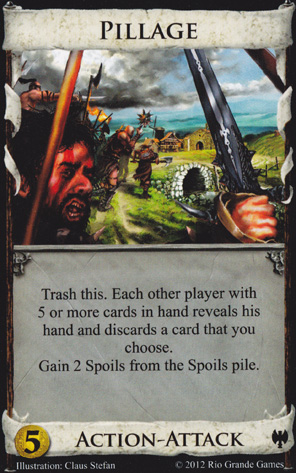 PILLAGE
Trash this. Each other player with
5 or more cards in hand reveals his
hand and discards a card that you
choose.
Gain 2 Spoils from the Spoils pile.
5 ACTION-ATTACK
Illustration: Claus Stefan © 2012 Rio Grande Games